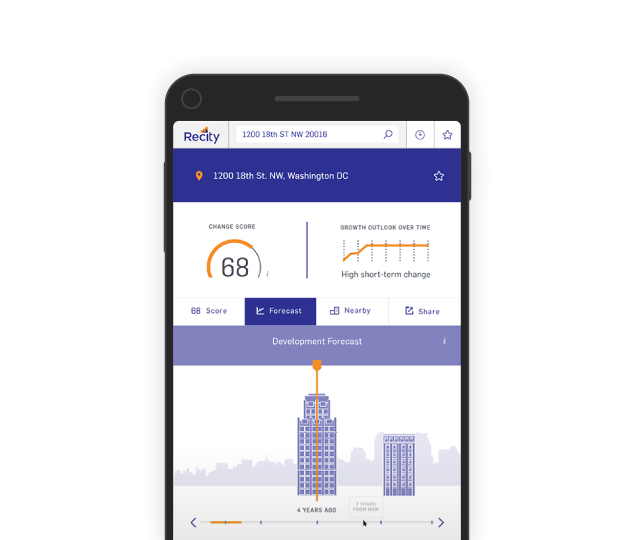 Recity
1200 18th ST NW 20016
1200 18th St. NW, Washington DC
CHANGE SCORE
GROWTH OUTLOOK OVER TIME
68
i
High short-term change
68 Score
Forecast
Nearby
Share
Development Forecast
i
4 YEARS AGO
7 YEARS
FROM NOW